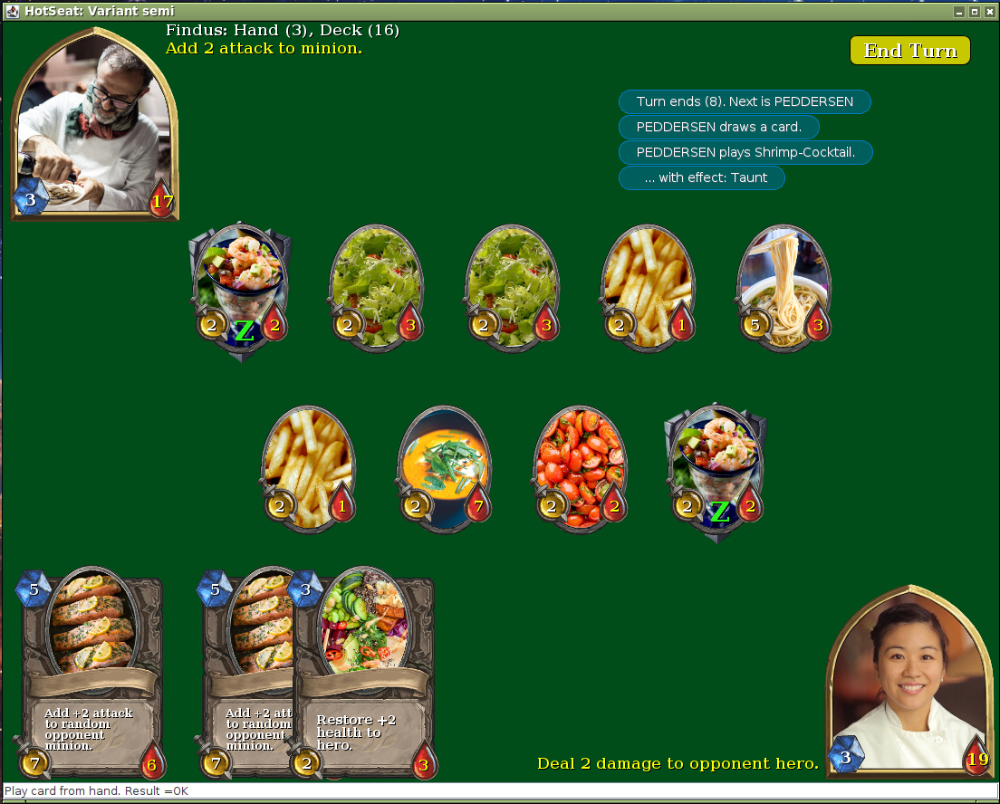 HotSeat: Variant semi
Findus: Hand (3), Deck (16)
Add 2 attack to minion.
End Turn
Turn ends (8). Next is PEDDERSEN
PEDDERSEN draws a card.
PEDDERSEN plays Shrimp-Cocktail.
... with effect: Taunt
3
17
2
Z
2
2
3
2
3
2
1
5
3
2
1
2
7
2
2
2
Z
2
5
Add +2 attack
to random
opponent
minion.
7
6
5
Add +2 att
to random
opponent
minion.
7
3
Restore +2
health to
hero.
2
3
Deal 2 damage to opponent hero.
3
19
Play card from hand. Result =OK